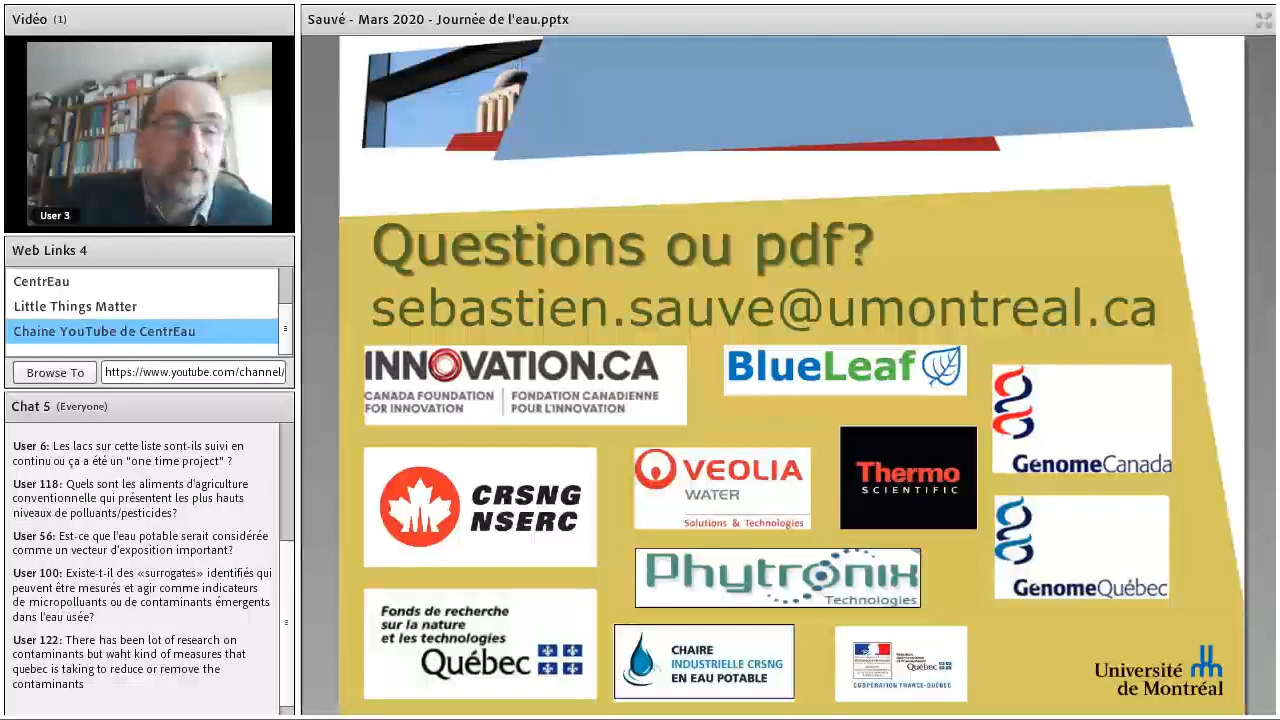 Vidéo (1)
User 3
Web Links 4
CentrEau
Little Things Matter
Chaine YouTube de CentrEau
Browse To
https://www.youtube.com/channel/
Chat 5 (Everyone)
User 6: Les lacs sur cette liste sont-ils suivi en
continu ou ça a été un "one time project" ?
User 118: Quels sont les aliments d'agriculture
conventionnelle qui présentent les plus hauts
niveaux de polluants/pesticides?
User 18: Est-ce que l'eau potable serait considérée
comme un vecteur d'exposition important?
User 100: Existe-t-il des «surrogates» identifiés qui
peuvent être mesurés et agir comme indicateurs
de micropolluants ou de contaminants émergents
dans l'eau usée?
User 122: There has been lot of research on
contaminants but waht kind of mesures that
quebec is taking to reduce or prevent
contaminants
Sauvé - Mars 2020 - Journée de l'eau.pptx
Questions ou pdf?
sebastien.sauve@umontreal.ca
INNOVATION.CA
CANADA FOUNDATION
FOR INNOVATION
FONDATION CANADIENNE
POUR L'INNOVATION
BlueLeaf
GenomeCanada
CRSNG
NSERC
VEOLIA
WATER
Solutions & Technologies
Thermo
SCIENTIFIC
GenomeQuébec
Phytronix
Technologies
Fonds de recherche
sur la nature
et les technologies
Québec
CHAIRE
INDUSTRIELLE CRSNG
EN EAU POTABLE
Québec
COOPÉRATION FRANCE-QUÉBEC
Université
de Montréal